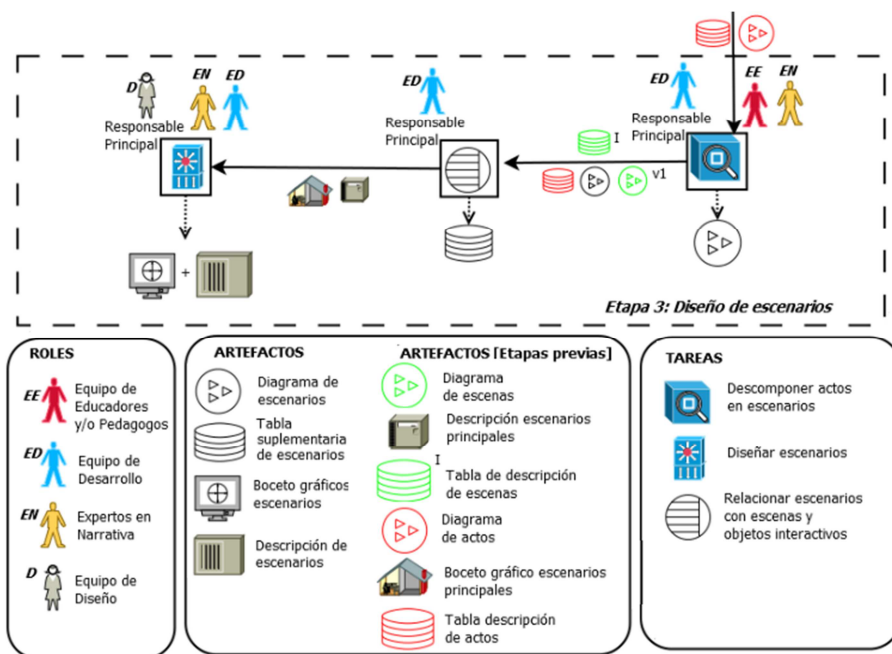 EE
EN
ED
D
EN
ED
ED
Responsable
Principal
Responsable
Principal
Responsable
Principal
I
v1
+
Etapa 3: Diseño de escenarios
ROLES
EE
Equipo de
Educadores
y/o Pedagogos
ED
Equipo de
Desarrollo
EN
Expertos en
Narrativa
D
Equipo de
Diseño
ARTEFACTOS
Diagrama de
escenarios
Tabla
suplementaria
de escenarios
Boceto gráficos
escenarios
Descripción de
escenarios
ARTEFACTOS [Etapas previas]
Diagrama
de escenas
Descripción escenarios
principales
I
Tabla de descripción
de escenas
Diagrama
de actos
Boceto gráfico escenarios
principales
Tabla descripción
de actos
TAREAS
Descomponer actos
en escenarios
Diseñar escenarios
Relacionar escenarios
con escenas y
objetos interactivos